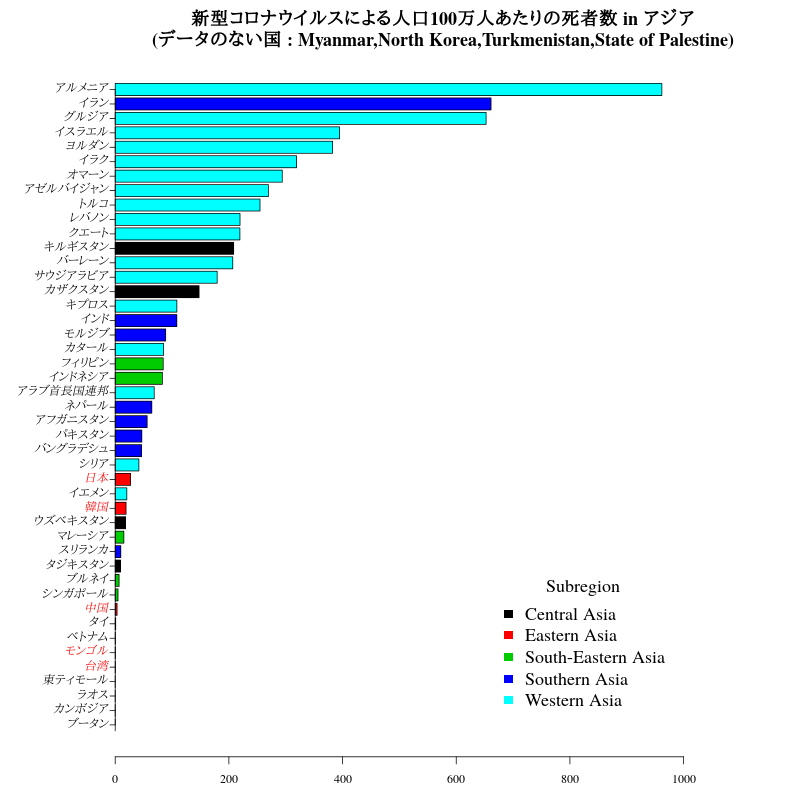 新型コロナウイルスによる人口100万人あたりの死者数 in アジア
(データのない国 : Myanmar,North Korea,Turkmenistan,State of Palestine)
アルメニア
イラン
グルジア
イスラエル
ヨルダン
イラク
オマーン
アゼルバイジャン
トルコ
レバノン
クエート
キルギスタン
バーレーン
サウジアラビア
カザクスタン
キプロス
インド
モルジブ
カタール
フィリピン
インドネシア
アラブ首長国連邦
ネパール
アフガニスタン
パキスタン
バングラデシュ
シリア
日本
イエメン
韓国
ウズベキスタン
マレーシア
スリランカ
タジキスタン
ブルネイ
シンガポール
中国
タイ
ベトナム
モンゴル
台湾
東ティモール
ラオス
カンボジア
ブータン
Subregion
Central Asia
Eastern Asia
South-Eastern Asia
Southern Asia
Western Asia
0 200 400 600 800 1000